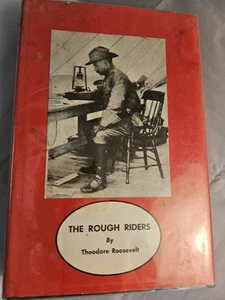 THE ROUGH RIDERS
By
Theodore Roosevelt